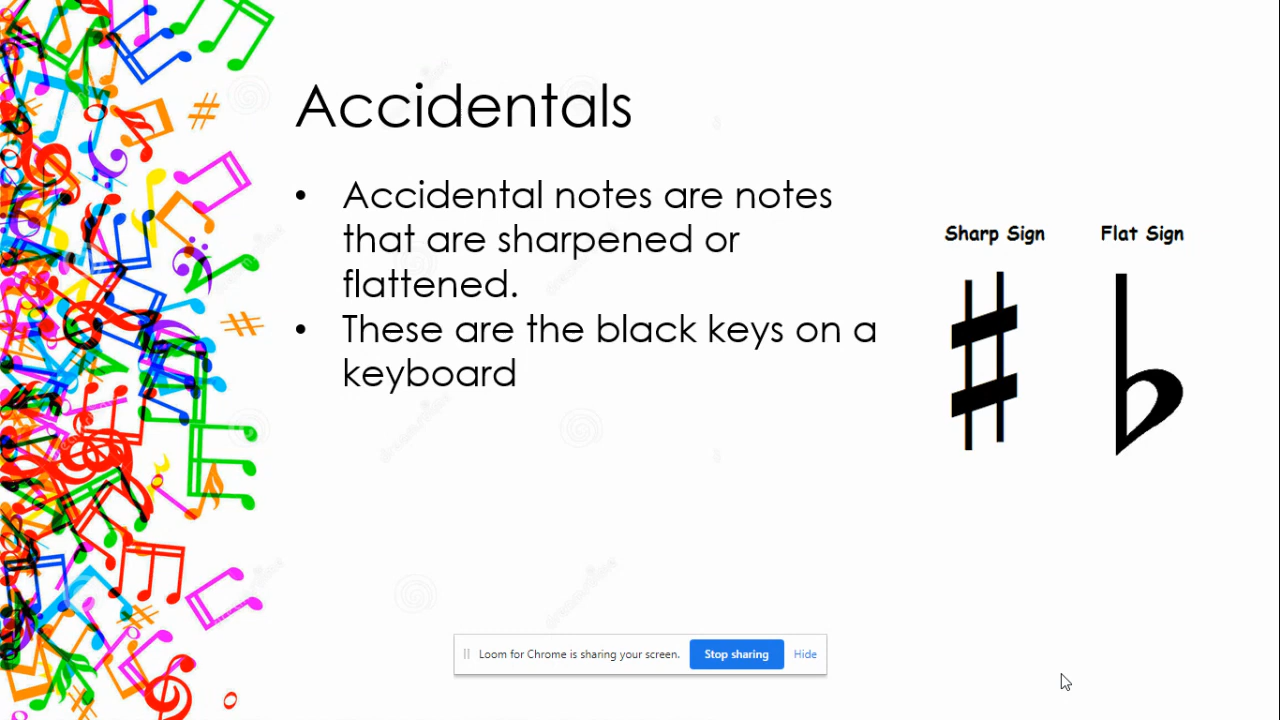 Accidentals
• Accidental notes are notes
that are sharpened or
flattened.
• These are the black keys on a
keyboard
Sharp Sign Flat Sign
Loom for Chrome is sharing your screen. Stop sharing Hide